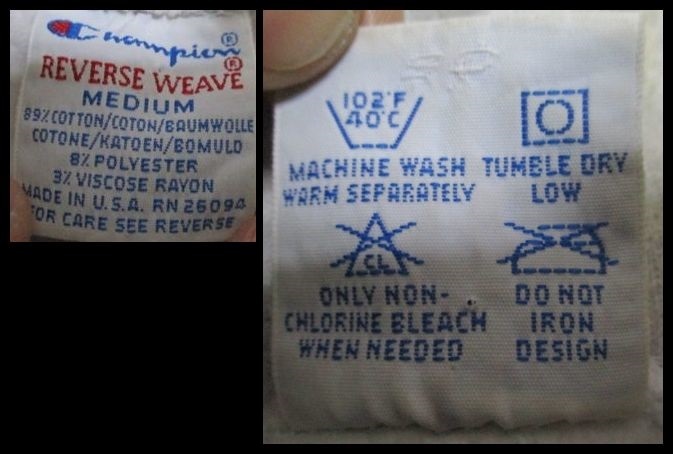 Champion®
REVERSE WEAVE®
MEDIUM
89% COTTON/COTON/BAUMWOLLE
COTONE/KATOEN/BOMULD
8% POLYESTER
3% VISCOSE RAYON
MADE IN U.S.A. RN 26094
FOR CARE SEE REVERSE
102°F
40°C
MACHINE WASH
WARM SEPARATELY
TUMBLE DRY
LOW
CL
ONLY NON-
CHLORINE BLEACH
WHEN NEEDED
DO NOT
IRON
DESIGN